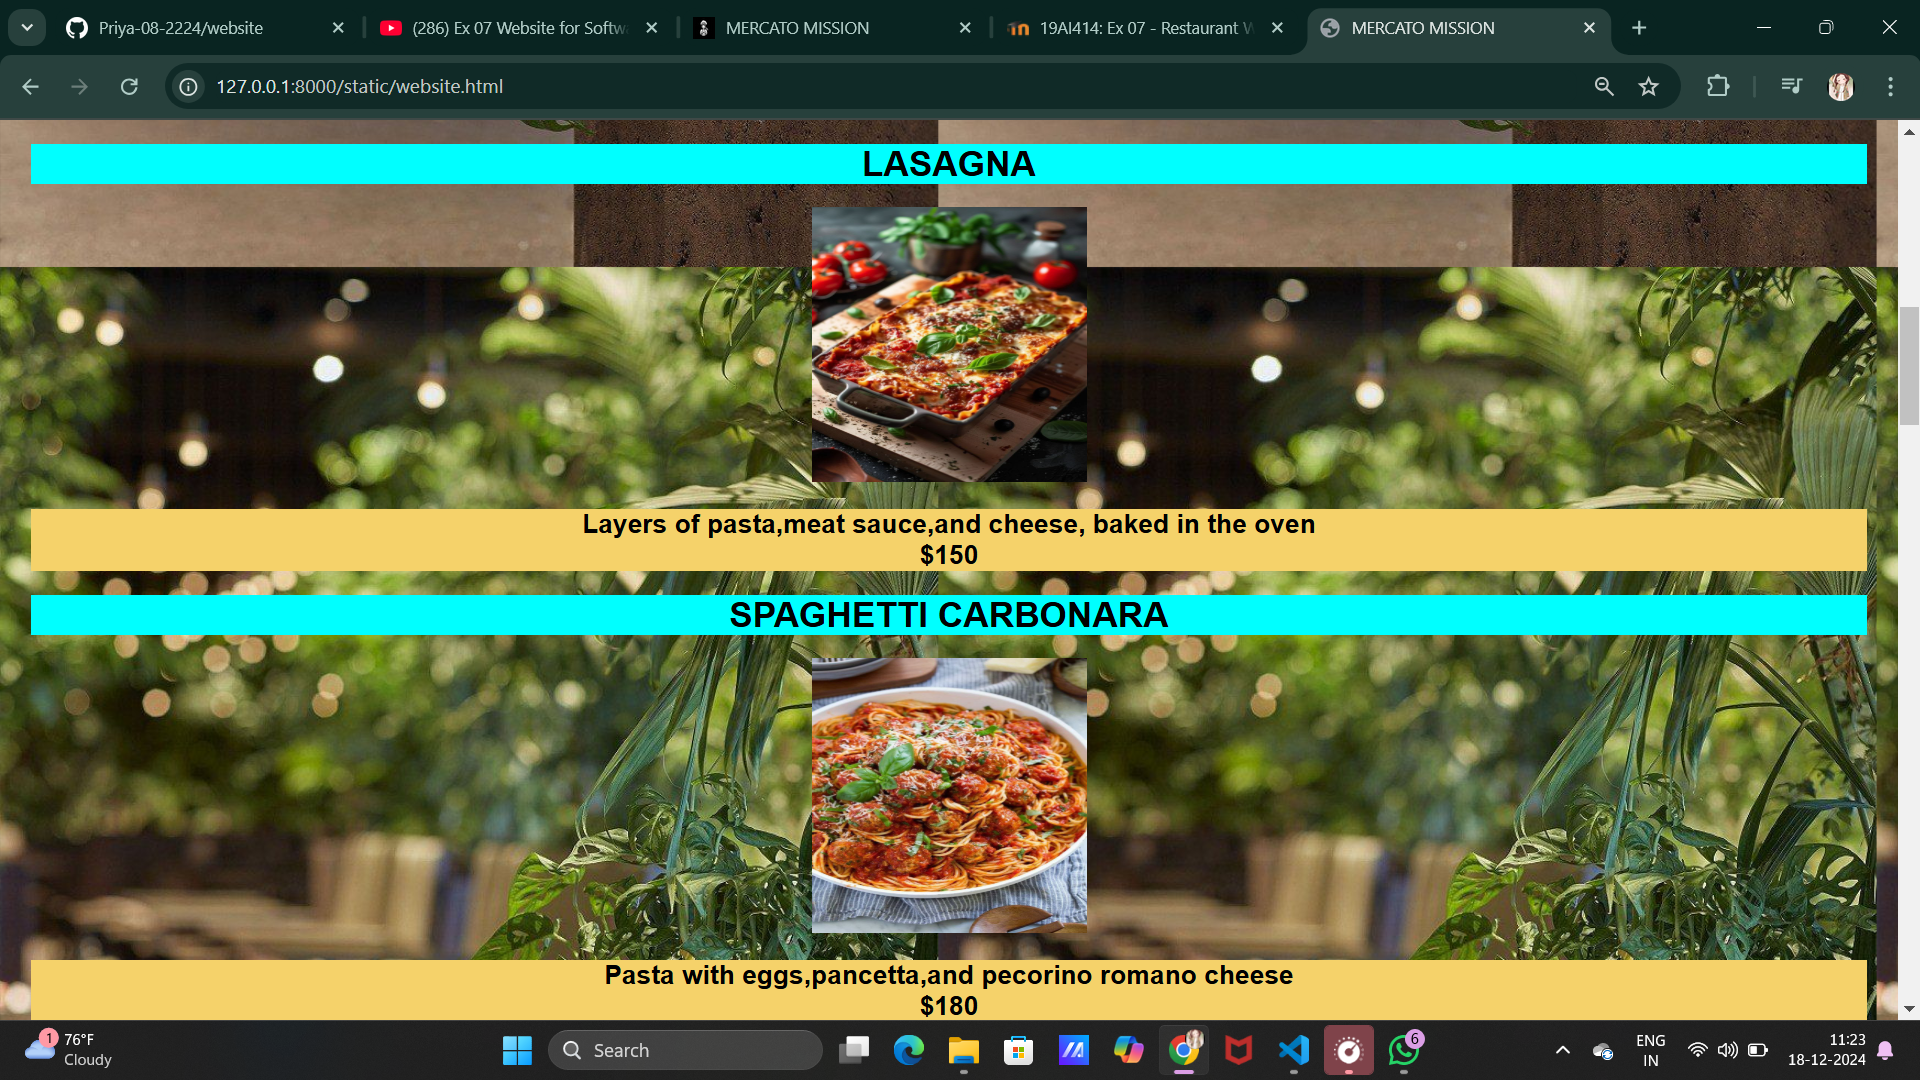 Priya-08-2224/website
(286) Ex 07 Website for Softw
MERCATO MISSION
19AI414: Ex 07 - Restaurant W
MERCATO MISSION
127.0.0.1:8000/static/website.html
LASAGNA
Layers of pasta,meat sauce,and cheese, baked in the oven
$150
SPAGHETTI CARBONARA
Pasta with eggs,pancetta,and pecorino romano cheese
$180
1
76°F
Cloudy
Search
6
ENG
IN
11:23
18-12-2024